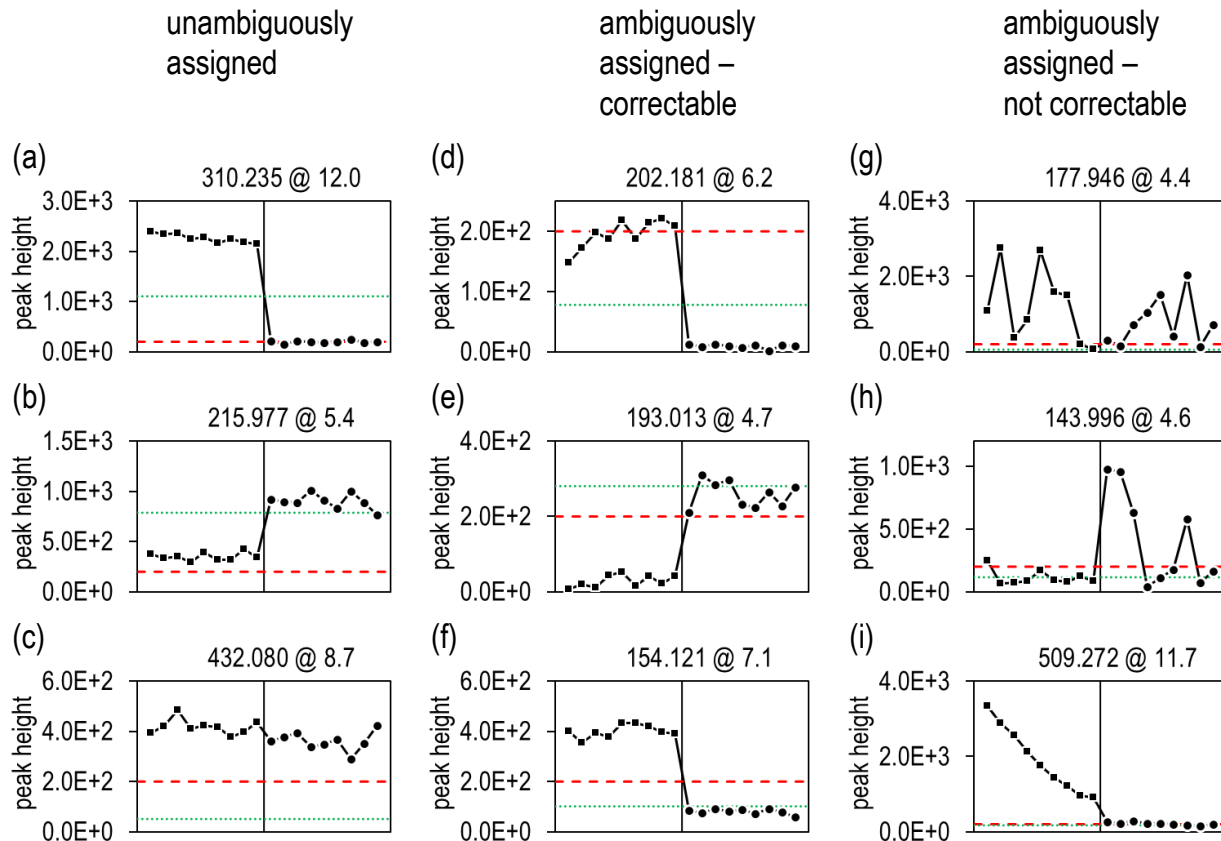 unambiguously
assigned
ambiguously
assigned –
correctable
ambiguously
assigned –
not correctable
(a)
310.235 @ 12.0
3.0E+3
2.0E+3
1.0E+3
0.0E+0
peak height
(d)
202.181 @ 6.2
2.0E+2
1.0E+2
0.0E+0
peak height
(g)
177.946 @ 4.4
4.0E+3
2.0E+3
0.0E+0
peak height
(b)
215.977 @ 5.4
1.5E+3
1.0E+3
5.0E+2
0.0E+0
peak height
(e)
193.013 @ 4.7
4.0E+2
2.0E+2
0.0E+0
peak height
(h)
143.996 @ 4.6
1.0E+3
5.0E+2
0.0E+0
peak height
(c)
432.080 @ 8.7
6.0E+2
4.0E+2
2.0E+2
0.0E+0
peak height
(f)
154.121 @ 7.1
6.0E+2
4.0E+2
2.0E+2
0.0E+0
peak height
(i)
509.272 @ 11.7
4.0E+3
2.0E+3
0.0E+0
peak height